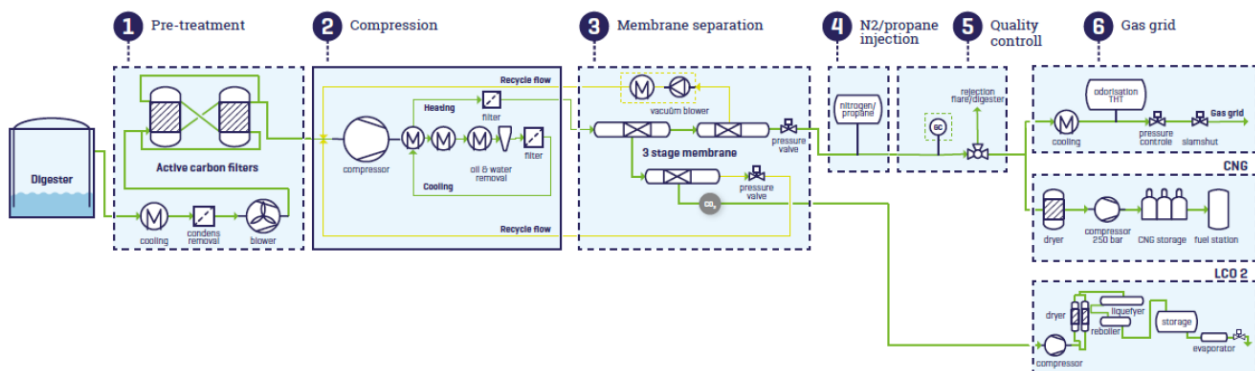 1 Pre-treatment
2 Compression
3 Membrane separation
4 N2/propane
injection
5 Quality
controll
6 Gas grid
Digester
Active carbon filters
cooling
condens
removal
blower
Recycle flow
Heating
filter
compressor
oil & water
removal
filter
Cooling
Recycle flow
vacuüm blower
3 stage membrane
pressure
valve
pressure
valve
CO₂
nitrogen/
propane
rejection
flare/digester
GC
odorisation
THT
Gas grid
cooling
pressure
controle
slamshut
CNG
dryer
compressor
250 bar
CNG storage
fuel station
LCO 2
dryer
liquefyer
reboiler
storage
evaporator
compressor